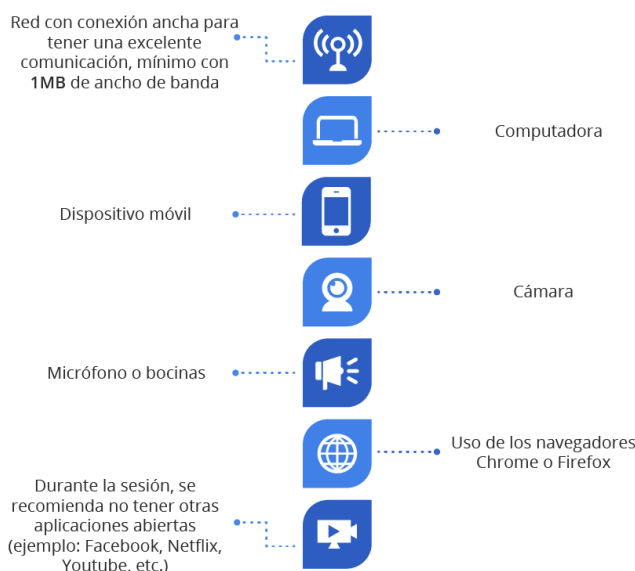 Red con conexión ancha para
tener una excelente
comunicación, mínimo con
1MB de ancho de banda
Computadora
Dispositivo móvil
Cámara
Micrófono o bocinas
Uso de los navegadores
Chrome o Firefox
Durante la sesión, se
recomienda no tener otras
aplicaciones abiertas
(ejemplo: Facebook, Netflix,
Youtube, etc.)